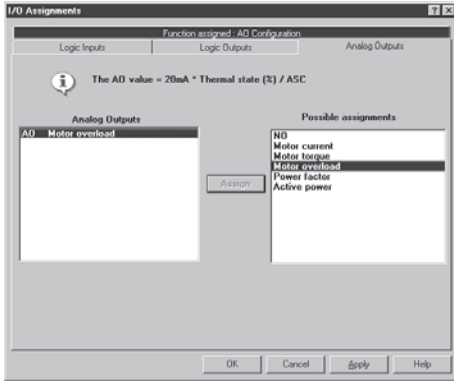 I/O Assignments
Function assigned : AO Configuration
Logic Inputs
Logic Outputs
Analog Outputs
The AO value = 20mA * Thermal state (%) / ASC
Analog Outputs
AO Motor overload
Assign
Possible assignments
NO
Motor current
Motor torque
Motor overload
Power factor
Active power
OK
Cancel
Apply
Help